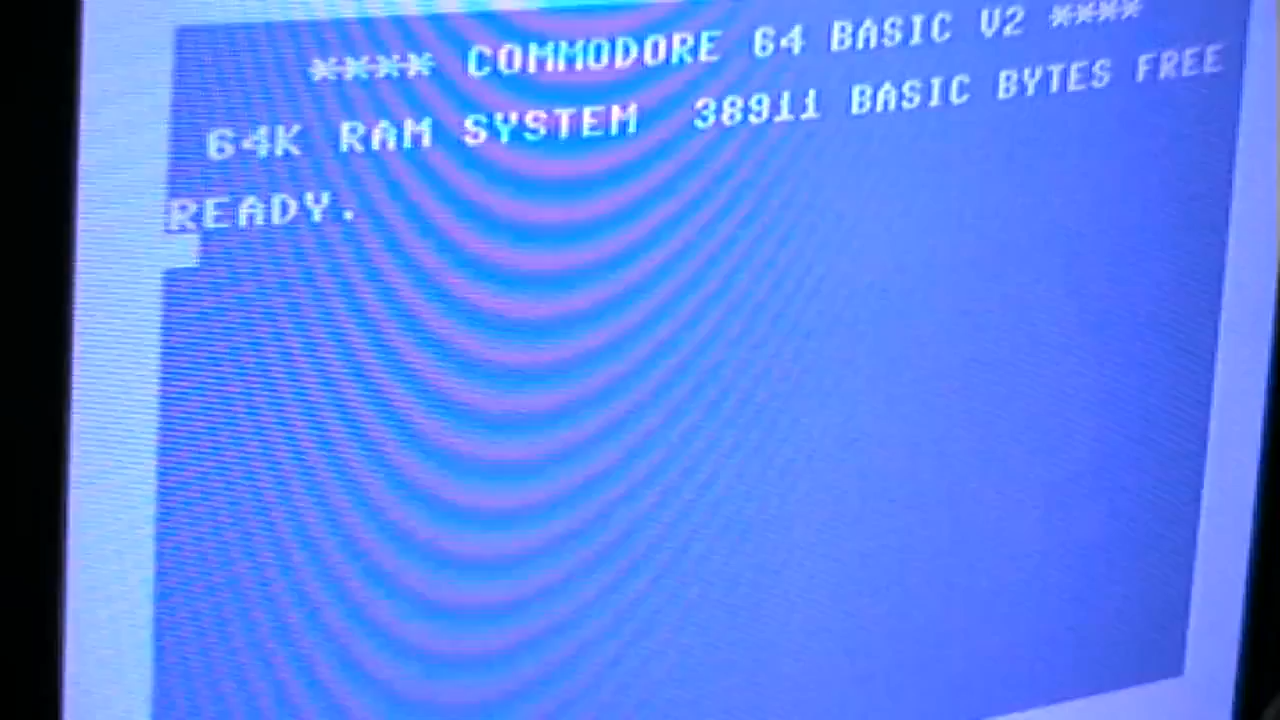 **** COMMODORE 64 BASIC V2 ****
64K RAM SYSTEM  38911 BASIC BYTES FREE
READY.